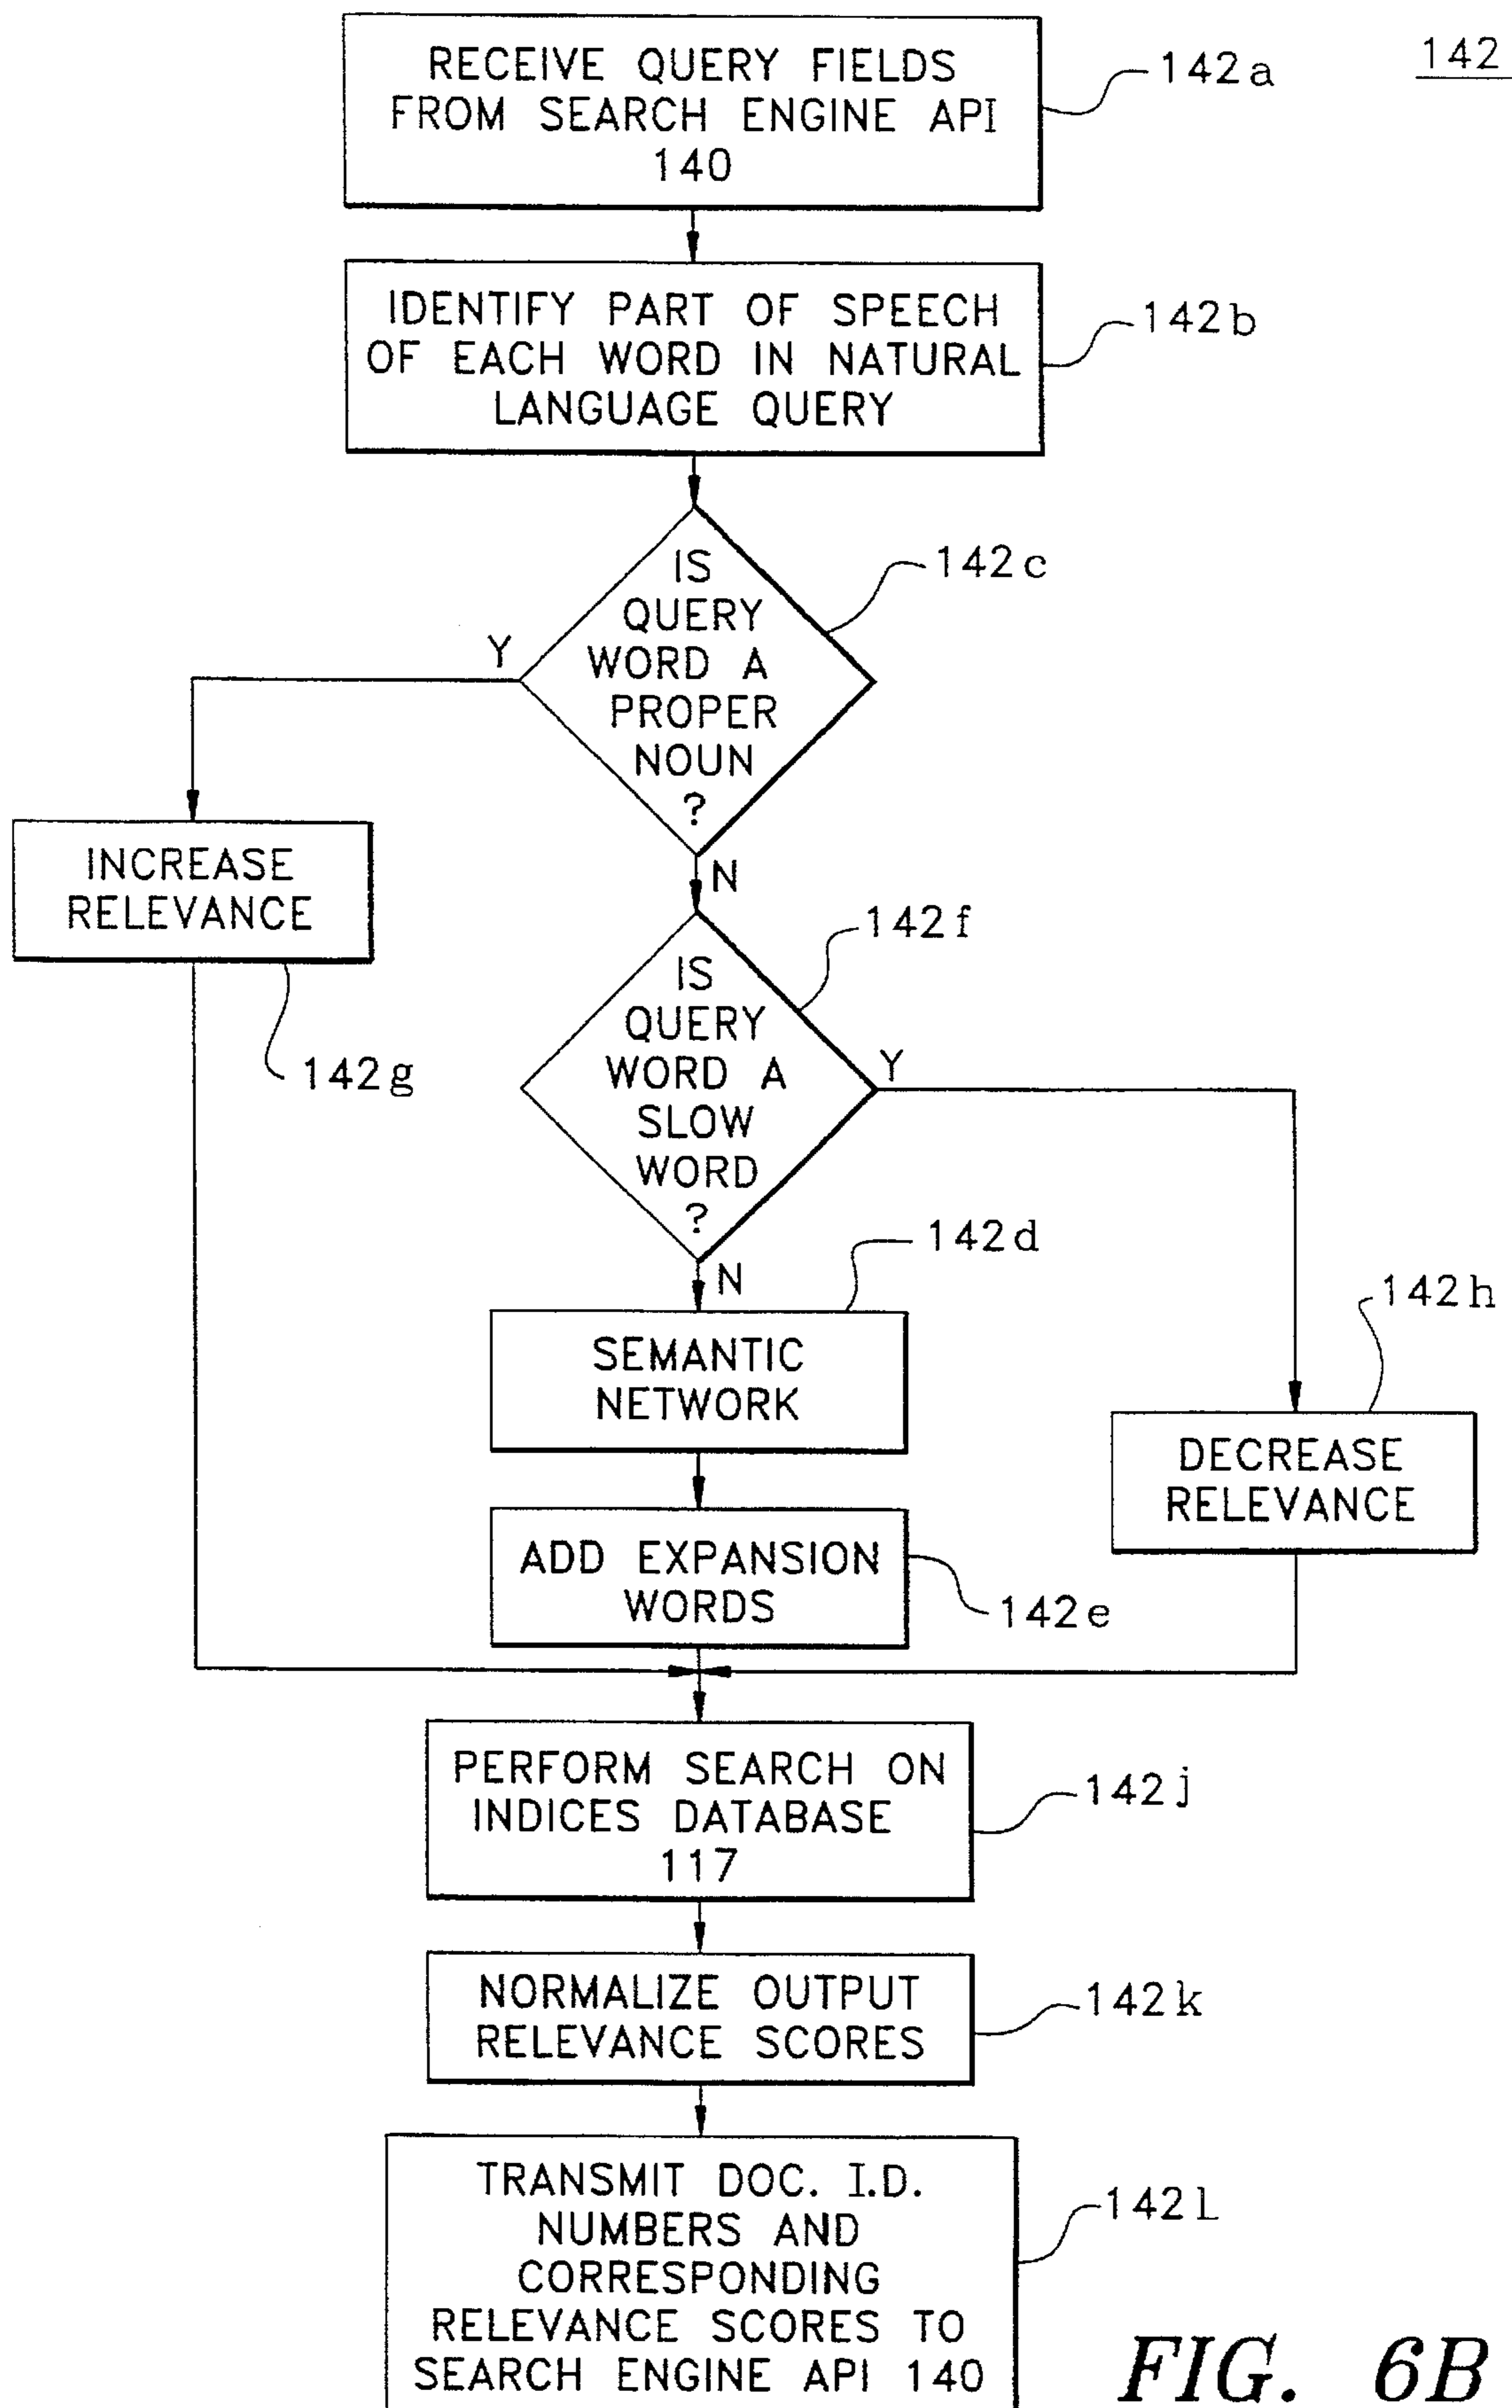 142
RECEIVE QUERY FIELDS
FROM SEARCH ENGINE API
140
142a
IDENTIFY PART OF SPEECH
OF EACH WORD IN NATURAL
LANGUAGE QUERY
142b
IS
QUERY
WORD A
PROPER
NOUN
?
142c
Y
N
INCREASE
RELEVANCE
142g
IS
QUERY
WORD A
SLOW
WORD
?
142f
Y
N
SEMANTIC
NETWORK
142d
DECREASE
RELEVANCE
142h
ADD EXPANSION
WORDS
142e
PERFORM SEARCH ON
INDICES DATABASE
117
142j
NORMALIZE OUTPUT
RELEVANCE SCORES
142k
TRANSMIT DOC. I.D.
NUMBERS AND
CORRESPONDING
RELEVANCE SCORES TO
SEARCH ENGINE API 140
142l
FIG. 6B